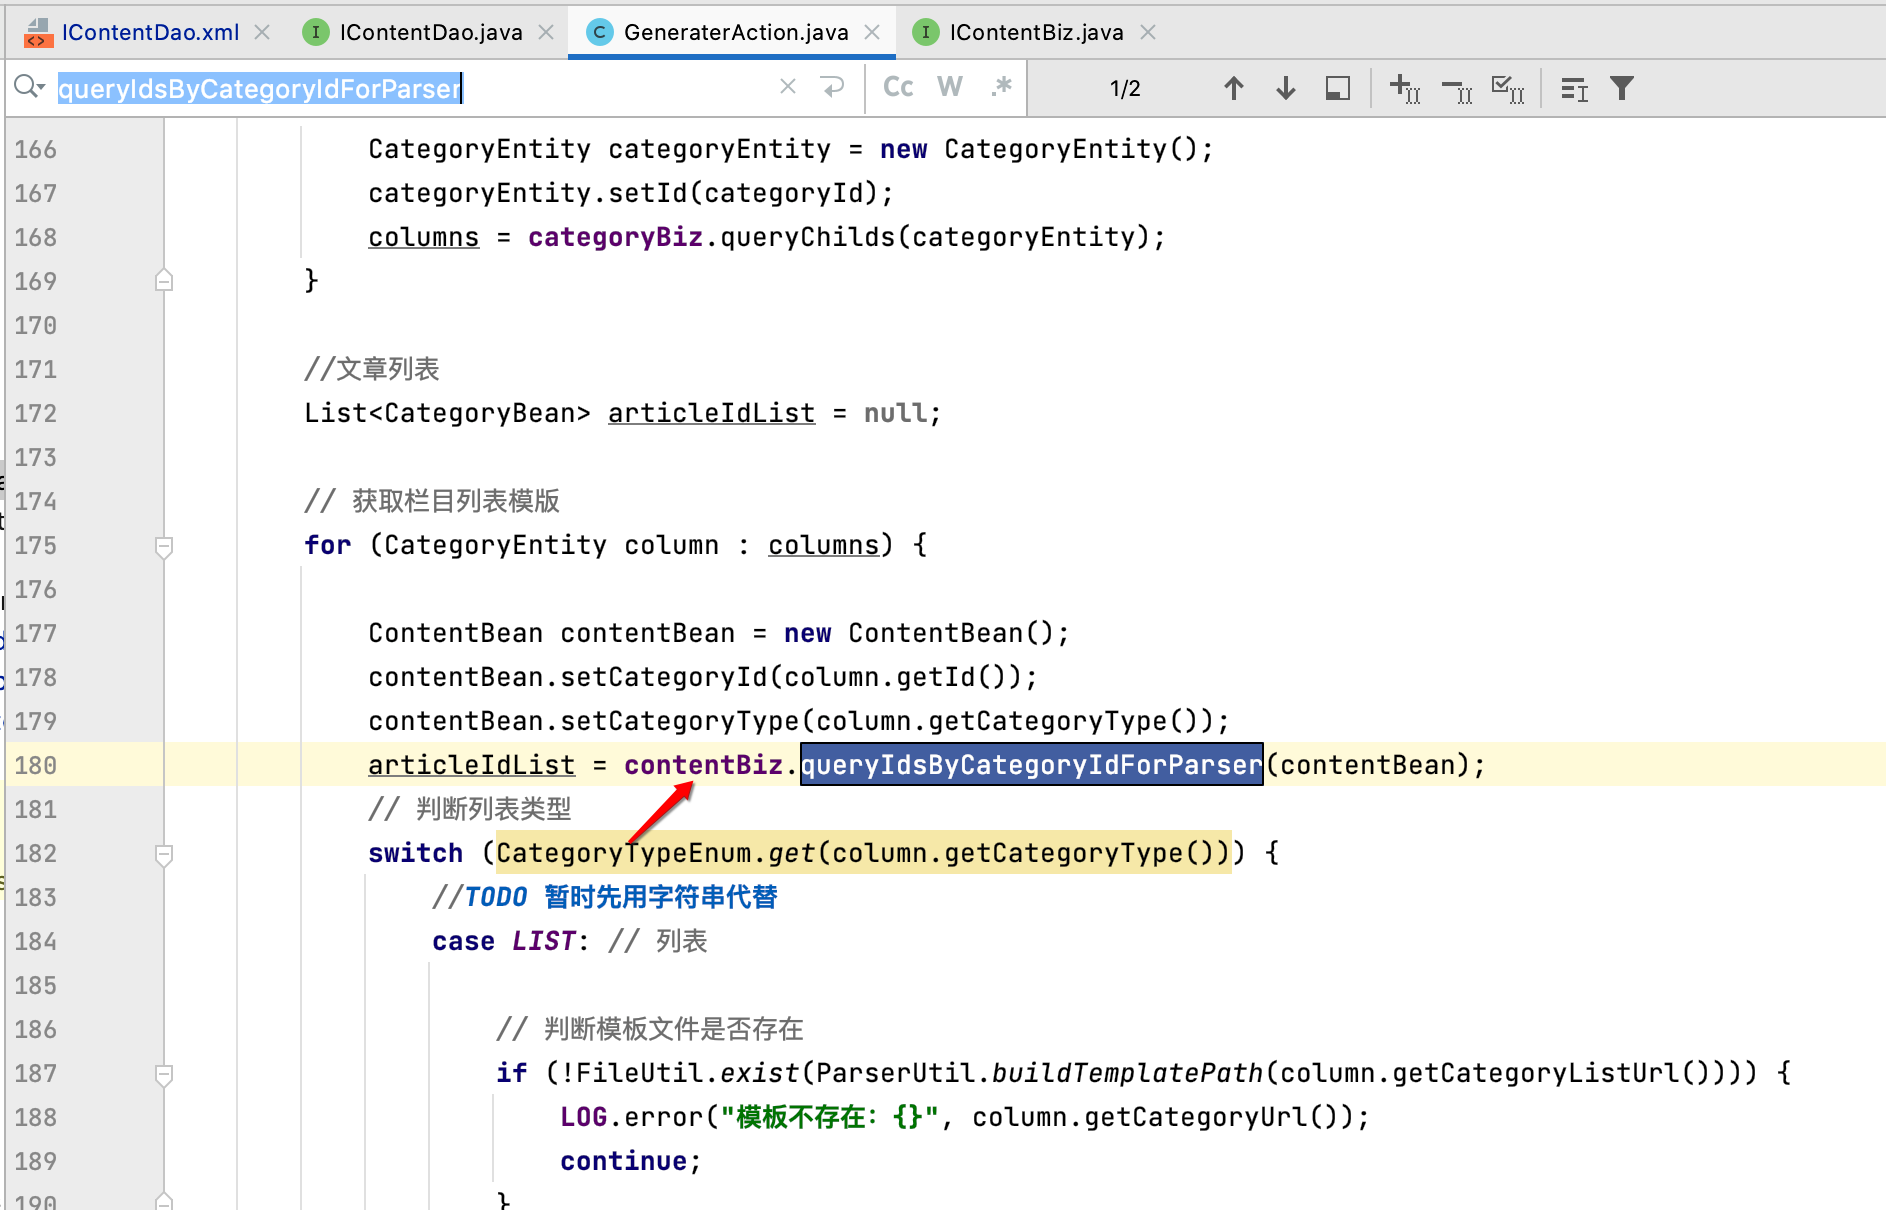 IContentDao.xml IContentDao.java GeneraterAction.java IContentBiz.java
queryIdsByCategoryIdForParser Cc W .* 1/2
166 CategoryEntity categoryEntity = new CategoryEntity();
167 categoryEntity.setId(categoryId);
168 columns = categoryBiz.queryChilds(categoryEntity);
169 }
170
171 //文章列表
172 List<CategoryBean> articleIdList = null;
173
174 // 获取栏目列表模版
175 for (CategoryEntity column : columns) {
176
177 ContentBean contentBean = new ContentBean();
178 contentBean.setCategoryId(column.getId());
179 contentBean.setCategoryType(column.getCategoryType());
180 articleIdList = contentBiz.queryIdsByCategoryIdForParser(contentBean);
181 // 判断列表类型
182 switch (CategoryTypeEnum.get(column.getCategoryType())) {
183 //TODO 暂时先用字符串代替
184 case LIST: // 列表
185
186 // 判断模板文件是否存在
187 if (!FileUtil.exist(ParserUtil.buildTemplatePath(column.getCategoryListUrl()))) {
188 LOG.error("模板不存在：{}", column.getCategoryUrl());
189 continue;
190 }